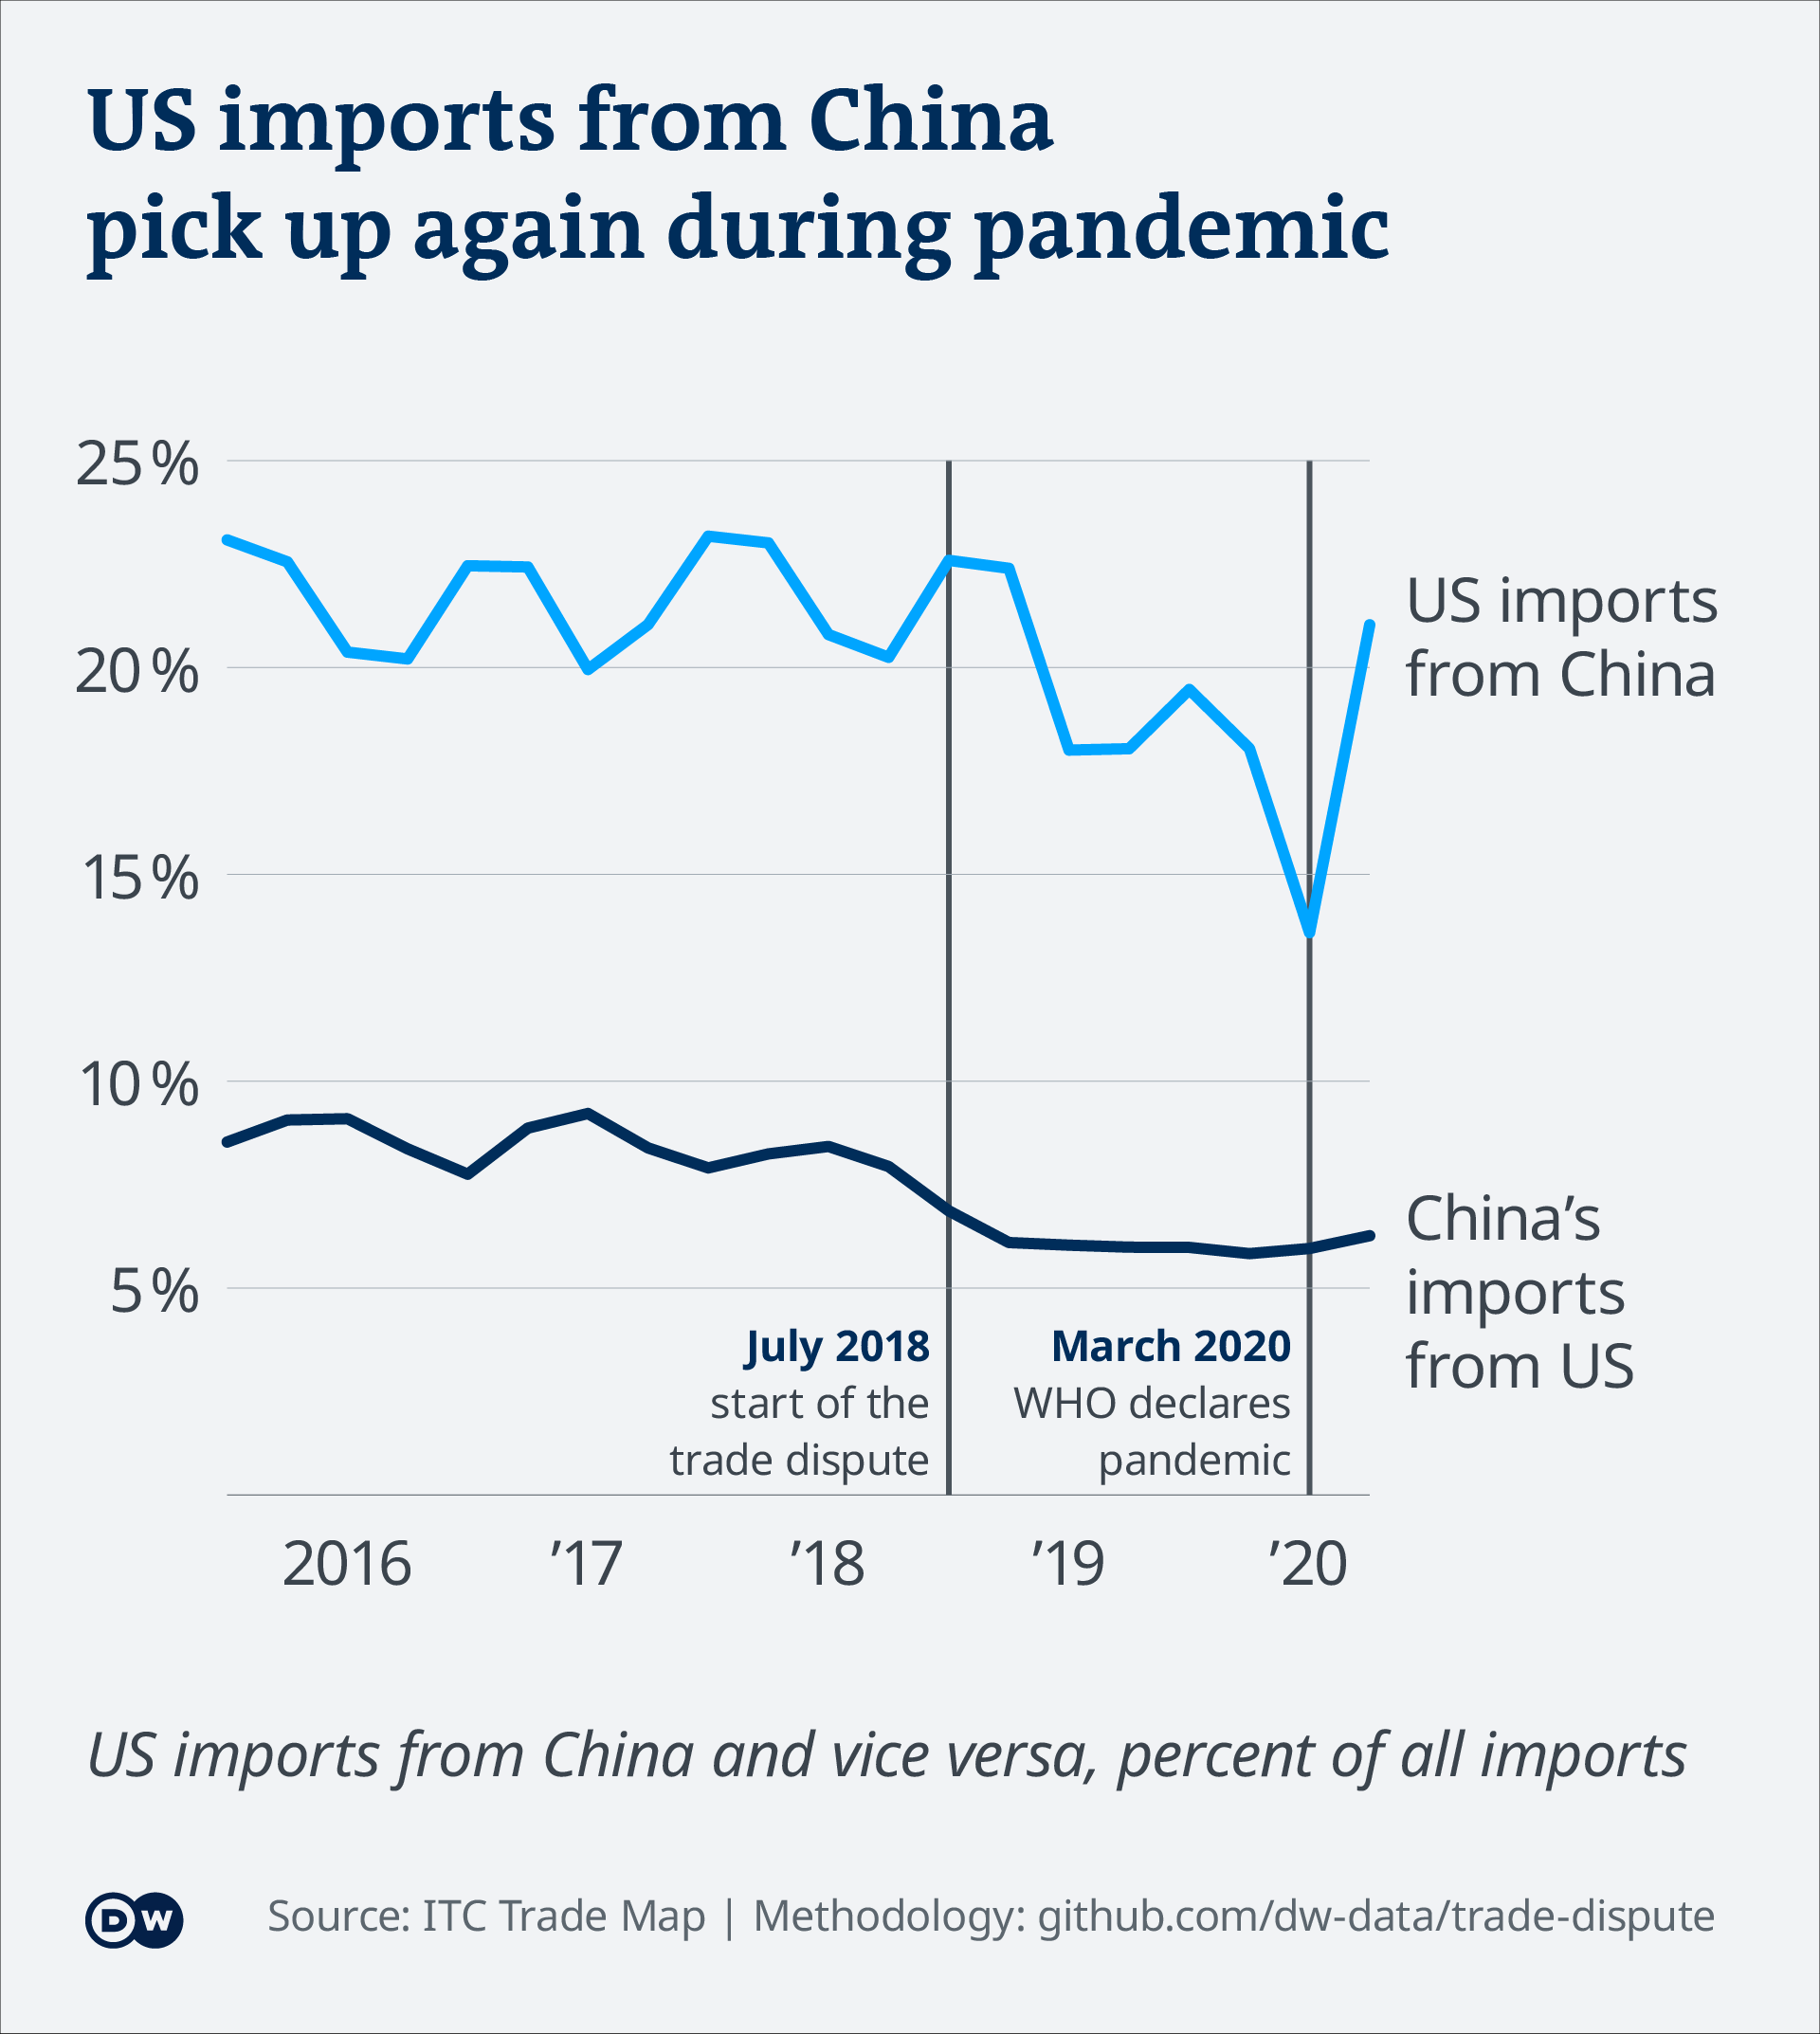 US imports from China
pick up again during pandemic
25 %
20 %
15 %
10 %
5 %
US imports
from China
China’s
imports
from US
July 2018
start of the
trade dispute
March 2020
WHO declares
pandemic
2016 ’17 ’18 ’19 ’20
US imports from China and vice versa, percent of all imports
DW Source: ITC Trade Map | Methodology: github.com/dw-data/trade-dispute